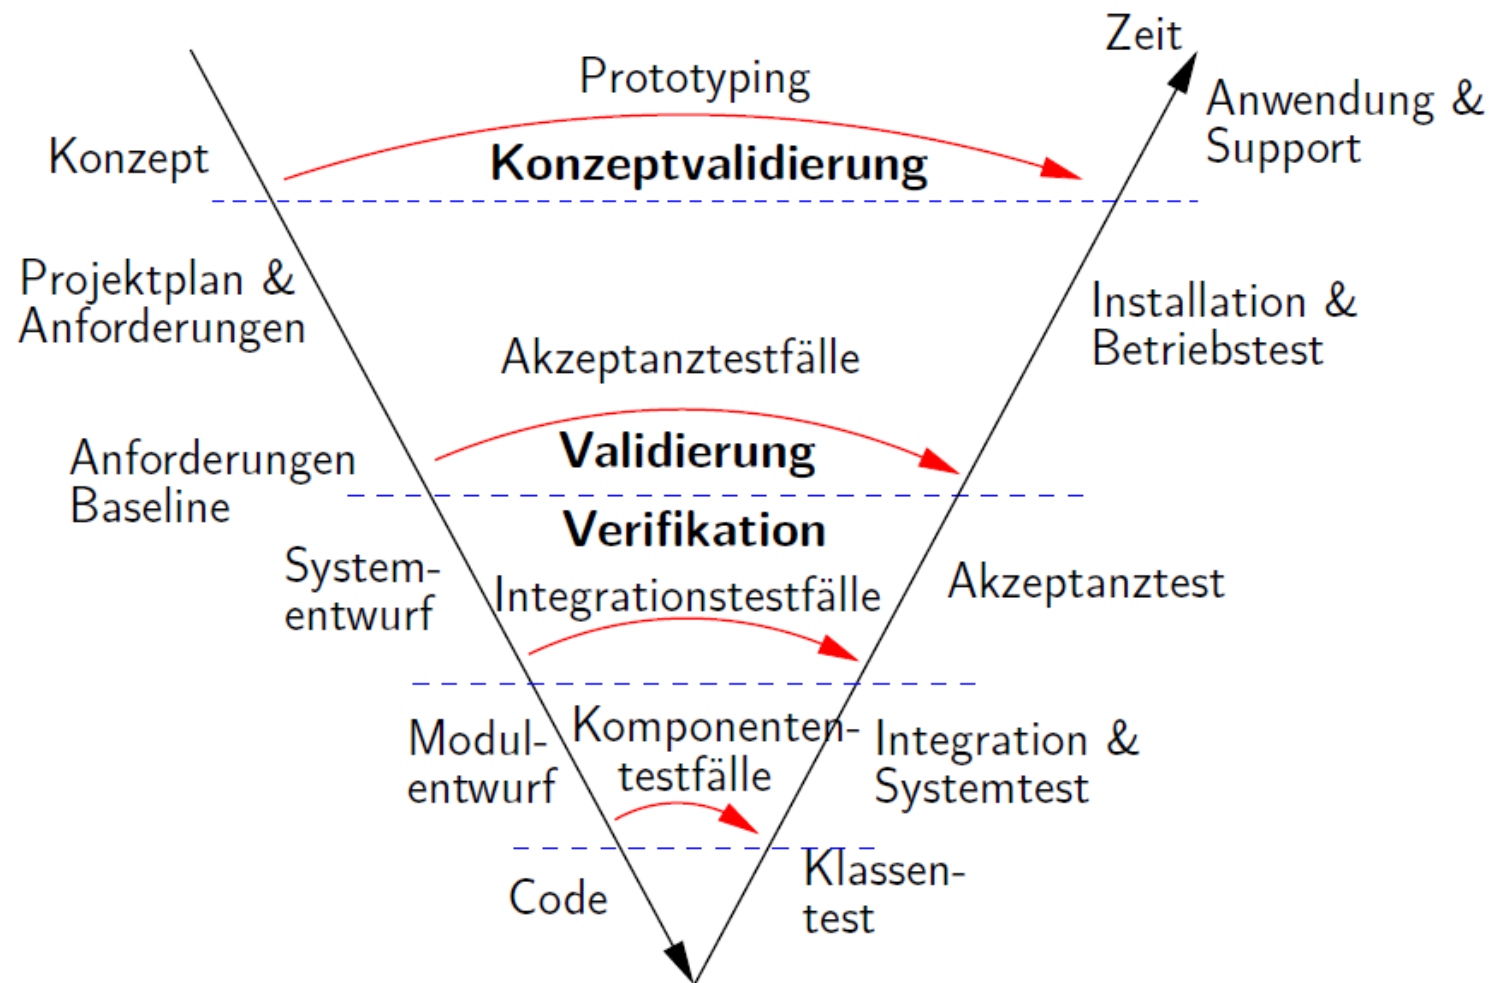 Zeit
Prototyping
Anwendung &
Support
Konzept
Konzeptvalidierung
Projektplan &
Anforderungen
Installation &
Betriebstest
Akzeptanztestfälle
Validierung
Anforderungen
Baseline
Verifikation
System-
entwurf
Integrationstestfälle
Akzeptanztest
Modul-
entwurf
Komponenten-
testfälle
Integration &
Systemtest
Code
Klassen-
test